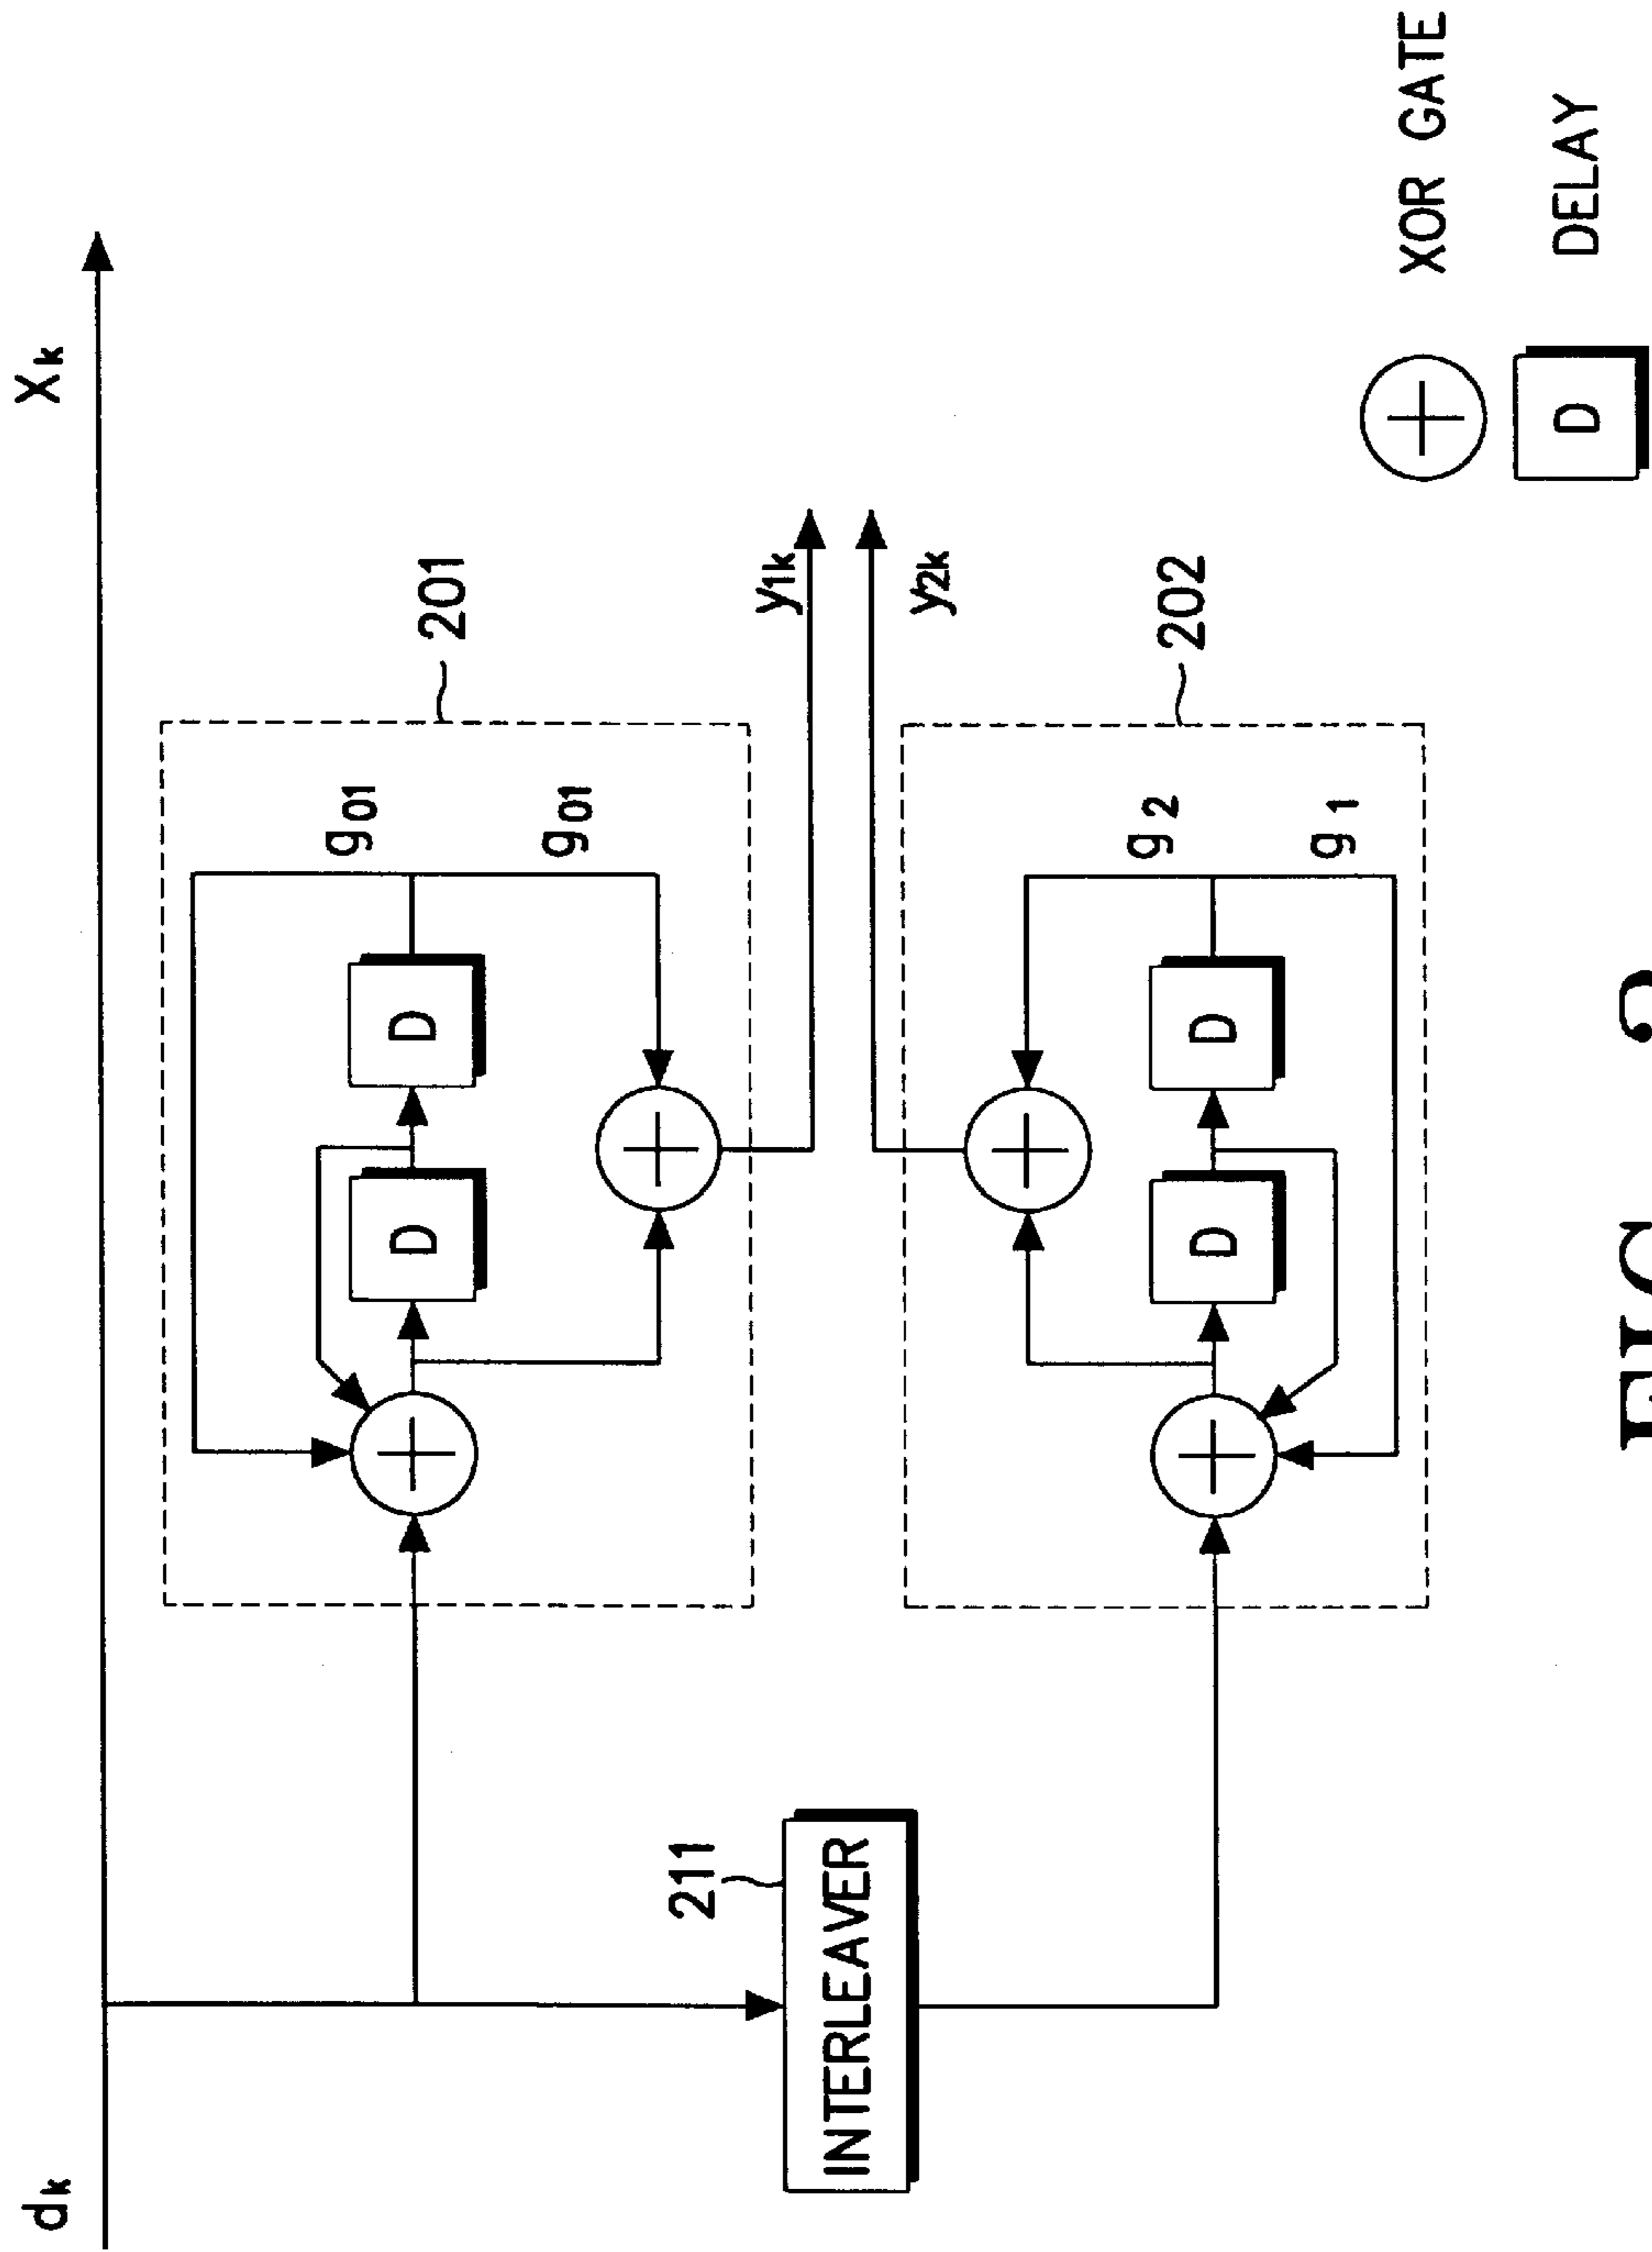 dk
Xk
201
g01
D
D
g01
y1k
211
INTERLEAVER
y2k
202
g2
D
D
g1
XOR GATE
D
DELAY